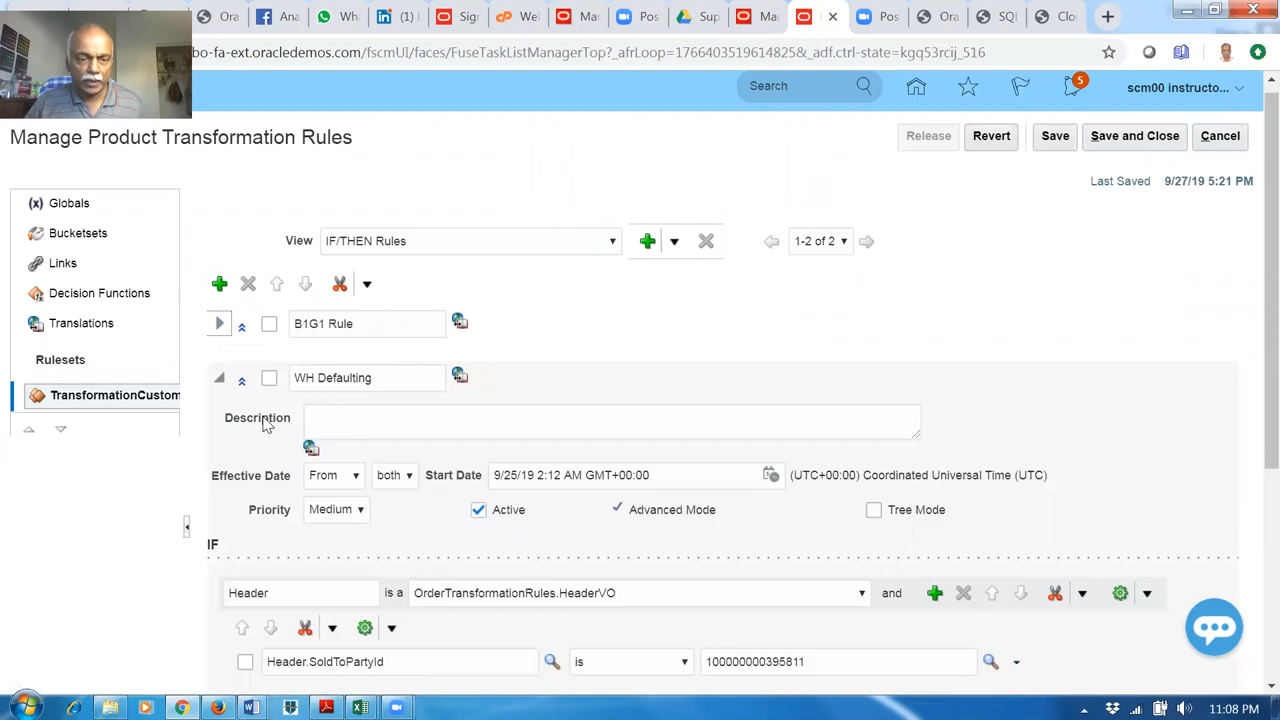 Ora
Ana
Wh
(1)
Sig
Wa
Ma
Pos
Sup
Ma
Pos
Ora
SQl
Clo
bo-fa-ext.oracledemos.com/fscmUI/faces/FuseTaskListManagerTop?_afrLoop=17664035196148258_adf.ctrl-state=kgq53rcij_516
Search
5
scm00 instructo...
Manage Product Transformation Rules
Release
Revert
Save
Save and Close
Cancel
Last Saved 9/27/19 5:21 PM
Globals
Bucketsets
Links
Decision Functions
Translations
Rulesets
TransformationCustom
View IF/THEN Rules
1-2 of 2
B1G1 Rule
WH Defaulting
Description
Effective Date From both Start Date 9/25/19 2:12 AM GMT+00:00 (UTC+00:00) Coordinated Universal Time (UTC)
Priority Medium Active Advanced Mode Tree Mode
IF
Header is a OrderTransformationRules.HeaderVO and
Header.SoldToPartyId is 100000000395811
11:08 PM